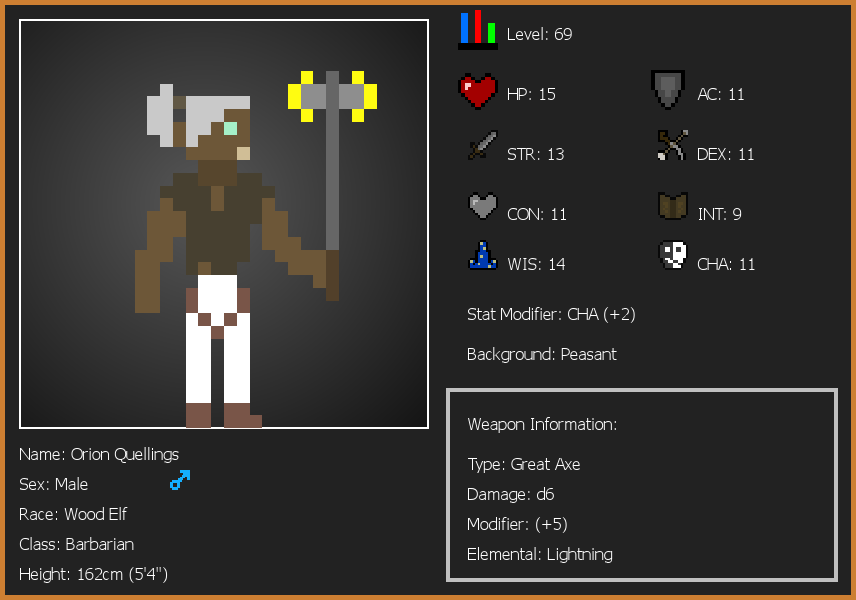 Level: 69
HP: 15
AC: 11
STR: 13
DEX: 11
CON: 11
INT: 9
WIS: 14
CHA: 11
Stat Modifier: CHA (+2)
Background: Peasant
Weapon Information:
Type: Great Axe
Damage: d6
Modifier: (+5)
Elemental: Lightning
Name: Orion Quellings
Sex: Male
Race: Wood Elf
Class: Barbarian
Height: 162cm (5'4")